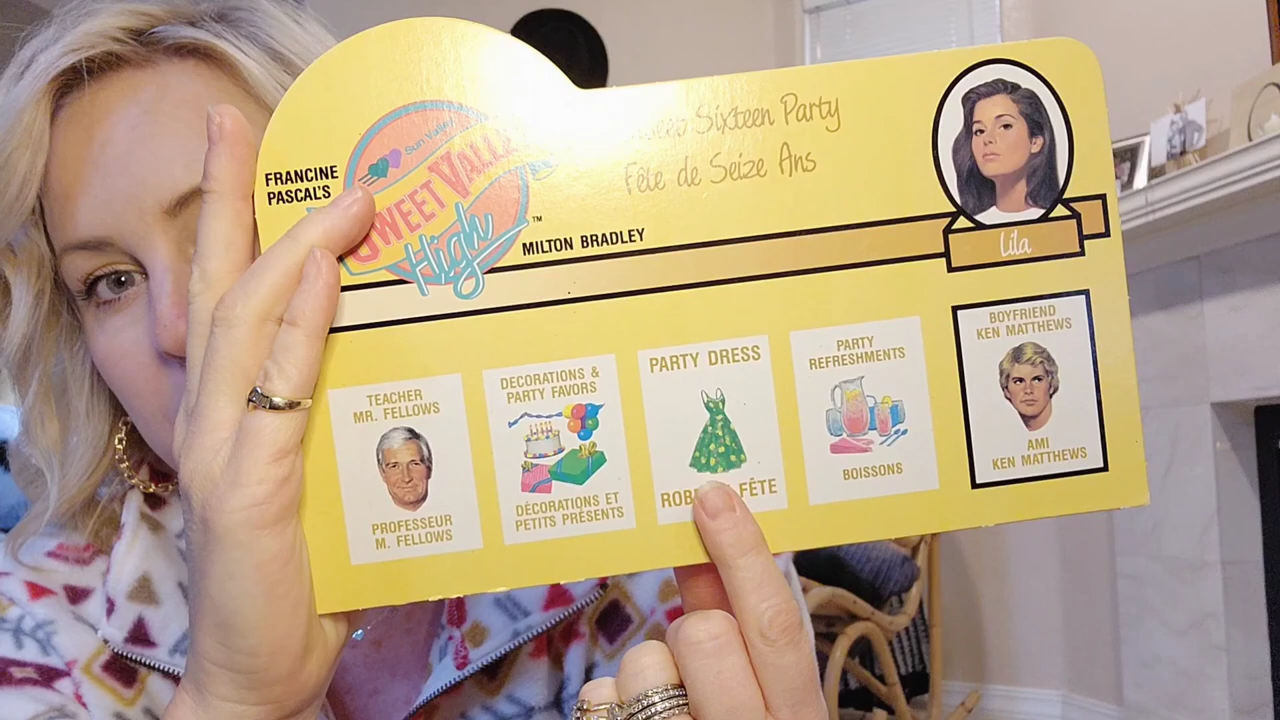 FRANCINE
PASCAL'S
Sun Valley
SWEET VALLEY
High
™
MILTON BRADLEY
Sixteen Party
Fête de Seize Ans
Lila
TEACHER
MR. FELLOWS
PROFESSEUR
M. FELLOWS
DECORATIONS &
PARTY FAVORS
DÉCORATIONS ET
PETITS PRÉSENTS
PARTY DRESS
FÊTE
PARTY
REFRESHMENTS
BOISSONS
BOYFRIEND
KEN MATTHEWS
AMI
KEN MATTHEWS